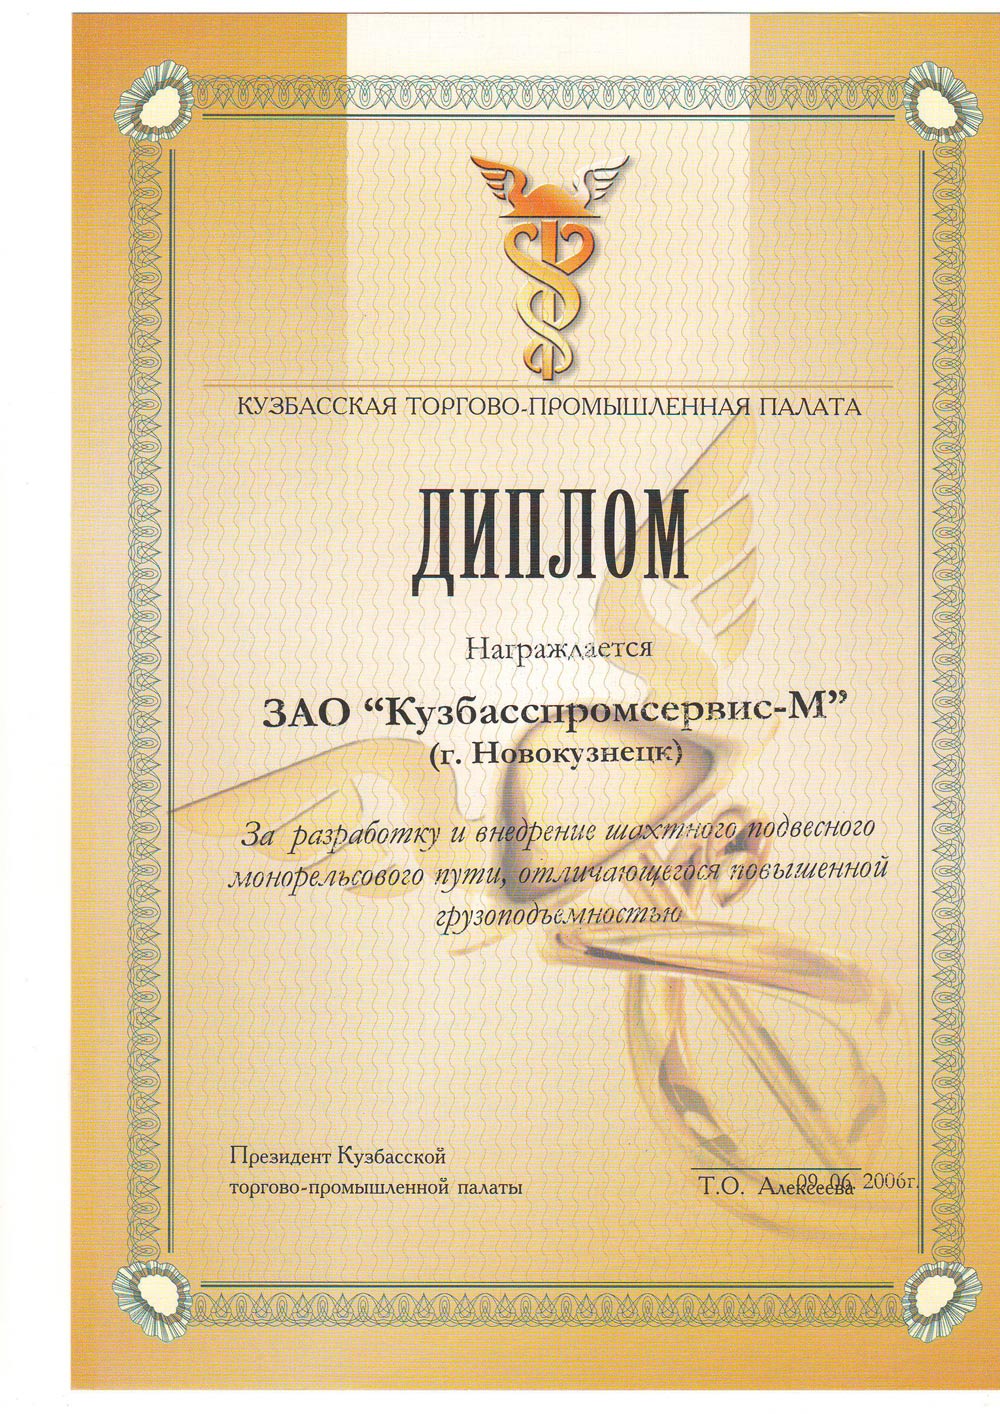 КУЗБАССКАЯ ТОРГОВО-ПРОМЫШЛЕННАЯ ПАЛАТА
ДИПЛОМ
Награждается
ЗАО “Кузбасспромсервис-М”
(г. Новокузнецк)
За разработку и внедрение шахтного подвесного
монорельсового пути, отличающегося повышенной
грузоподъемностью
Президент Кузбасской
торгово-промышленной палаты
Т.О. Алексеева
09 06 2006г.